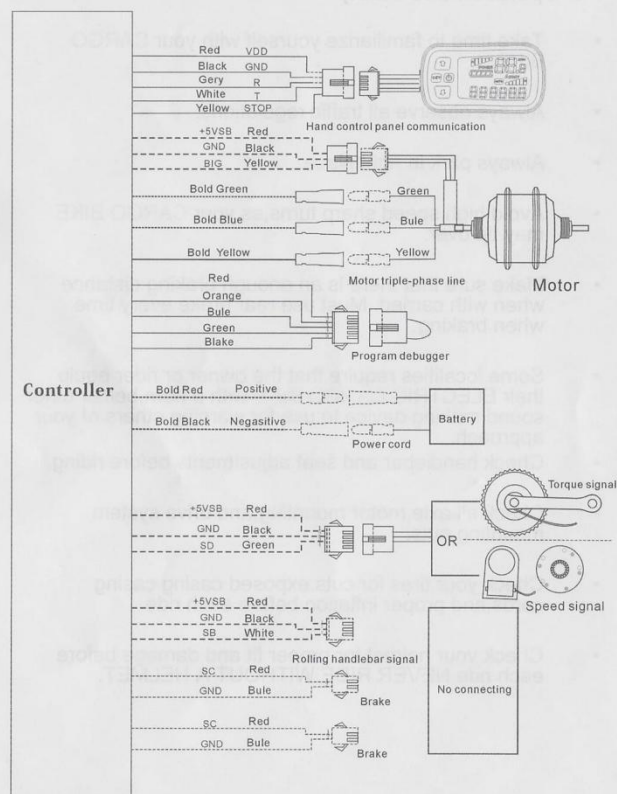 Red VDD
Black GND
Gery R
White T
Yellow STOP
Hand control panel communication
+5VSB Red
GND Black
BIG Yellow
Bold Green Green
Bold Blue Bule
Bold Yellow Yellow
Motor triple-phase line
Motor
Red
Orange
Bule
Green
Blake
Program debugger
Controller
Bold Red Positive
Battery
Bold Black Negasitive
Power cord
Torque signal
+5VSB Red
GND Black
SD Green
OR
Speed signal
+5VSB Red
GND Black
SB White
Rolling handlebar signal
SC Red
GND Bule
Brake
No connecting
SC Red
GND Bule
Brake